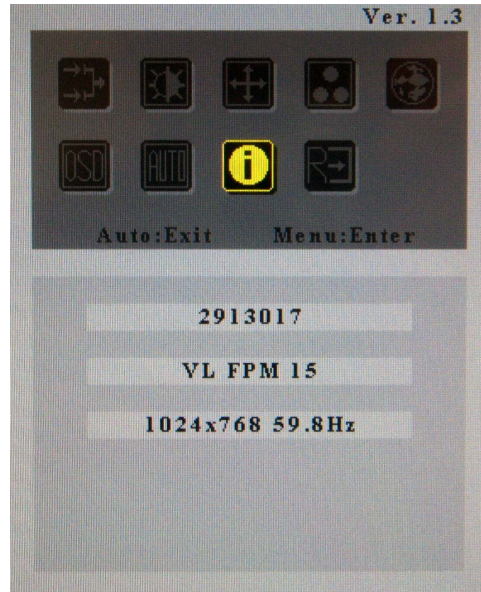 Ver. 1.3
OSD AUTO i R
Auto:Exit Menu:Enter
2913017
VL FPM 15
1024x768 59.8Hz